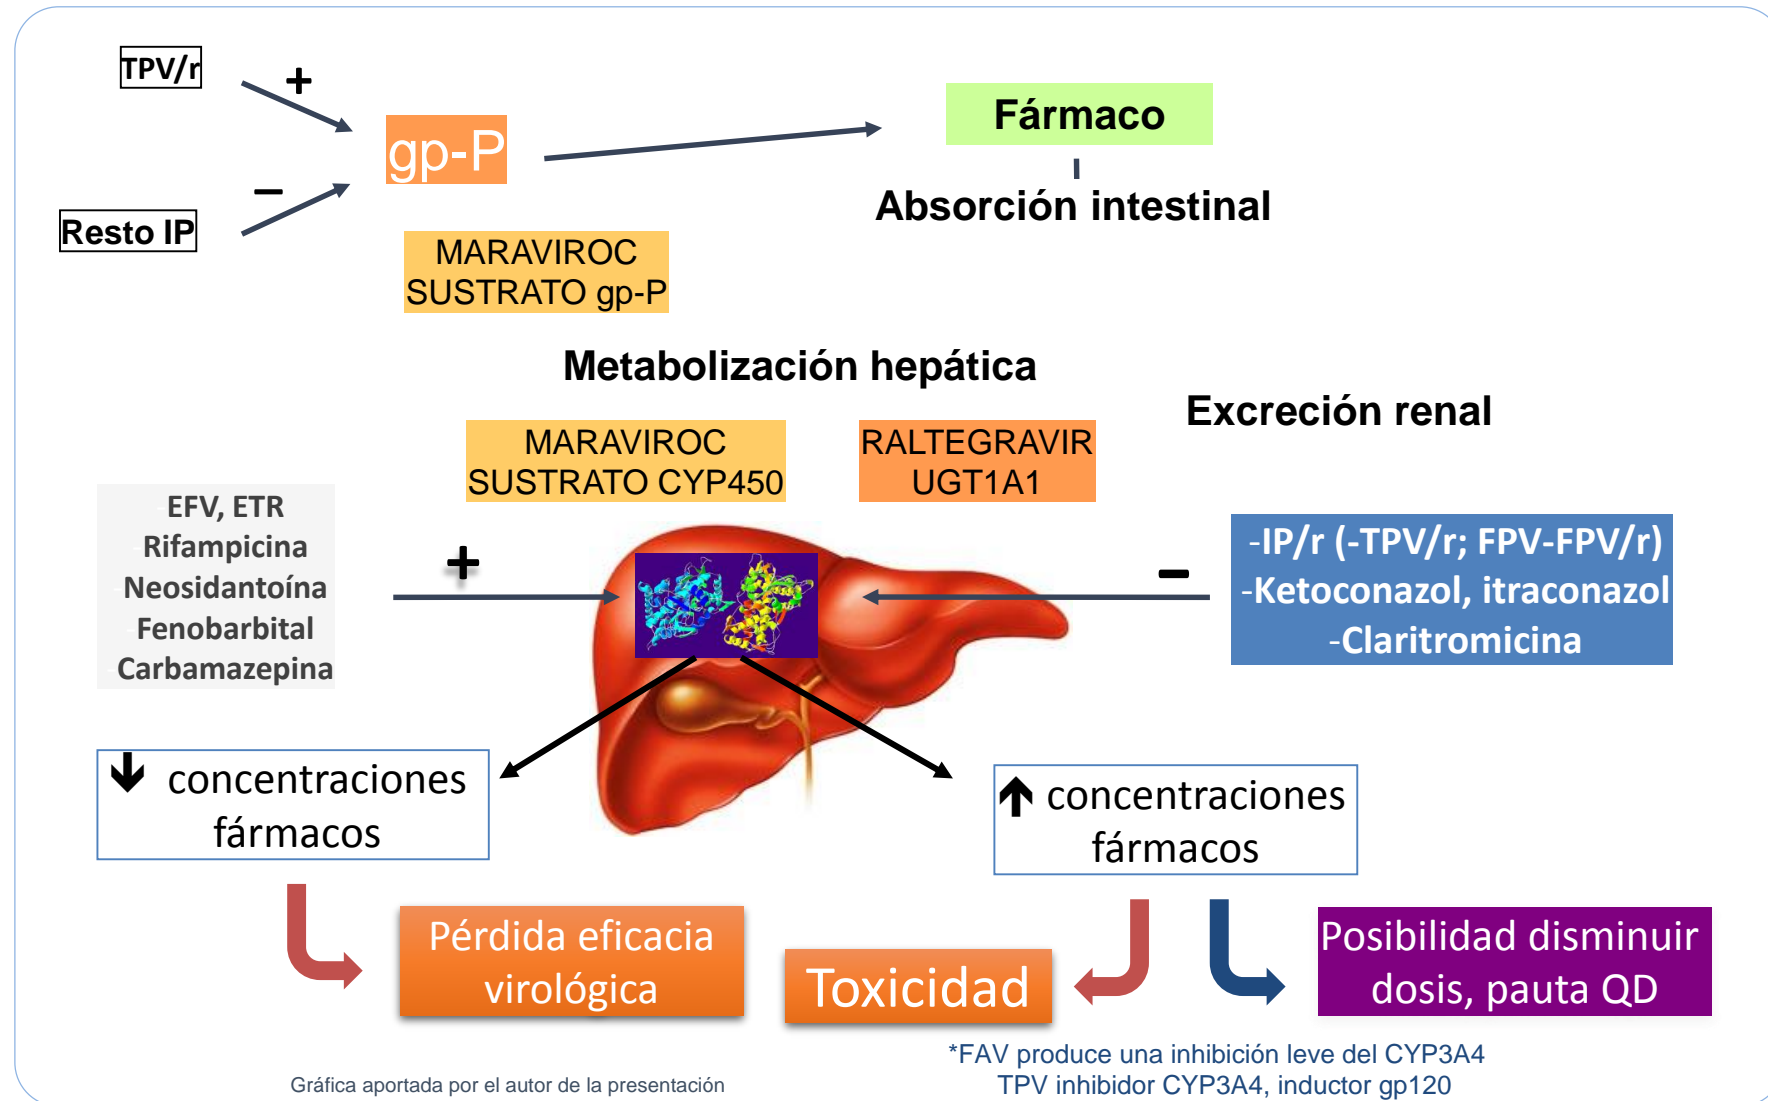 TPV/r
+
gp-P
Fármaco
Absorción intestinal
–
Resto IP
MARAVIROC
SUSTRATO gp-P
Metabolización hepática
Excreción renal
MARAVIROC
SUSTRATO CYP450
RALTEGRAVIR
UGT1A1
-EFV, ETR
-Rifampicina
-Neosidantoína
-Fenobarbital
-Carbamazepina
+
–
-IP/r (-TPV/r; FPV-FPV/r)
-Ketoconazol, itraconazol
-Claritromicina
↓ concentraciones
fármacos
↑ concentraciones
fármacos
Pérdida eficacia
virológica
Toxicidad
Posibilidad disminuir
dosis, pauta QD
*FAV produce una inhibición leve del CYP3A4
TPV inhibidor CYP3A4, inductor gp120
Gráfica aportada por el autor de la presentación